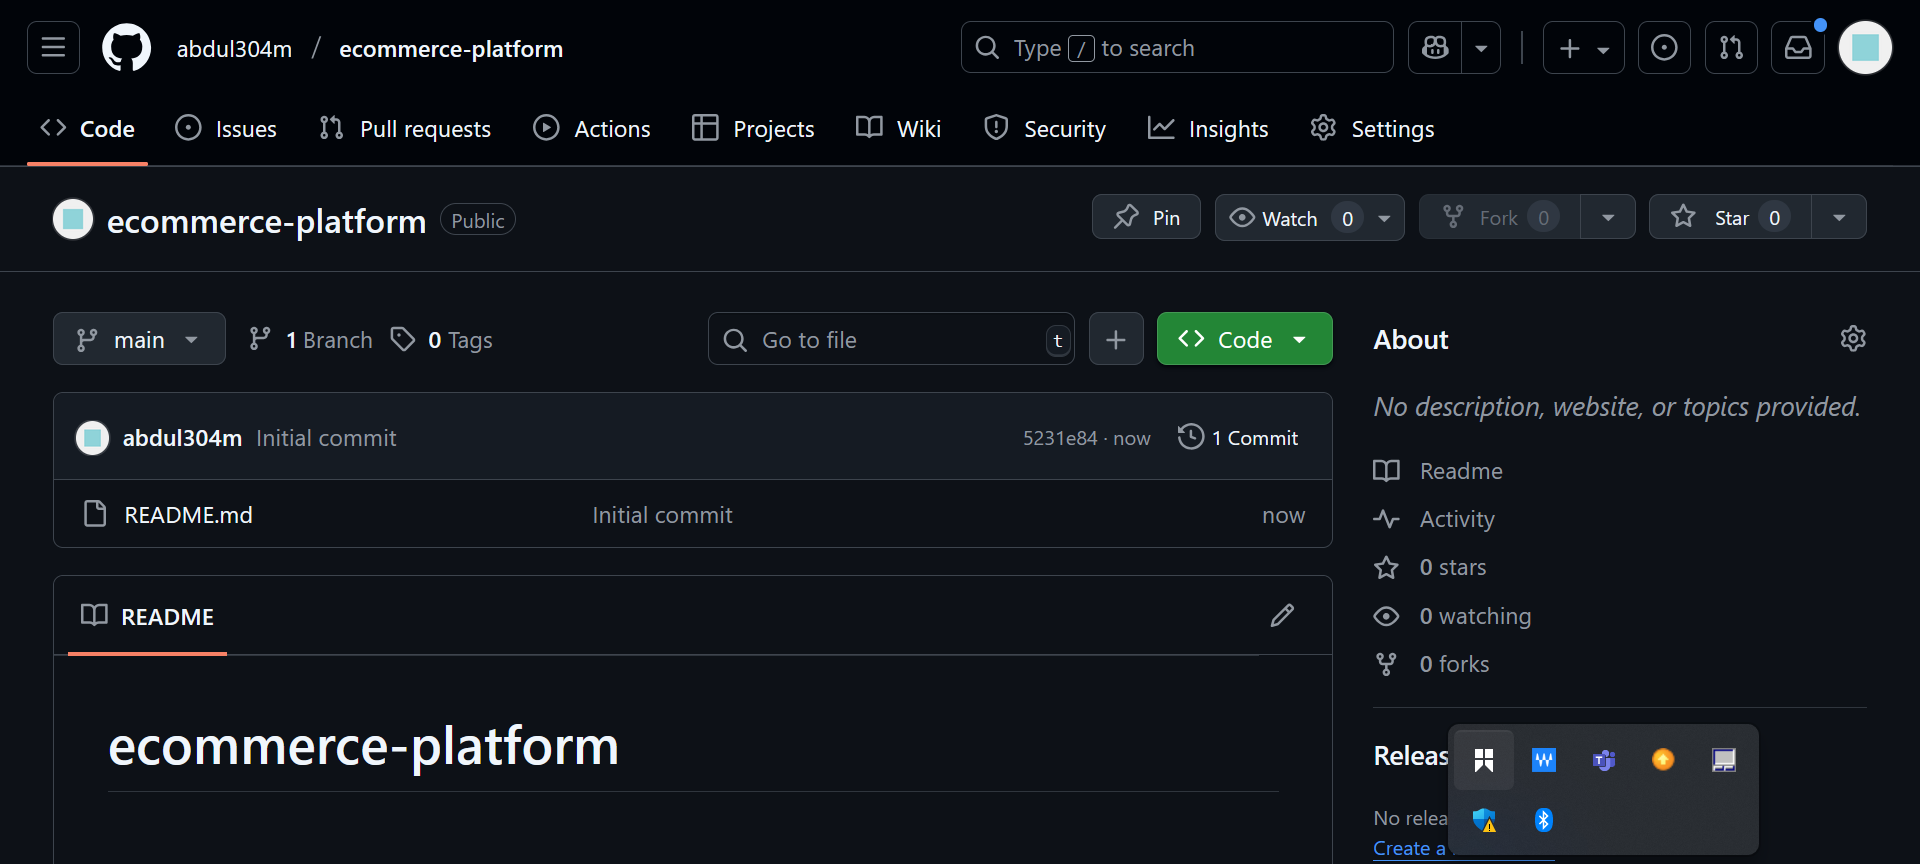 abdul304m / ecommerce-platform
Type / to search
Code Issues Pull requests Actions Projects Wiki Security Insights Settings
ecommerce-platform Public
Pin Watch 0 Fork 0 Star 0
main 1 Branch 0 Tags
Go to file t
Code
About
No description, website, or topics provided.
abdul304m Initial commit 5231e84 · now 1 Commit
README.md Initial commit now
Readme
Activity
0 stars
0 watching
0 forks
README
ecommerce-platform
Releas
No relea
Create a